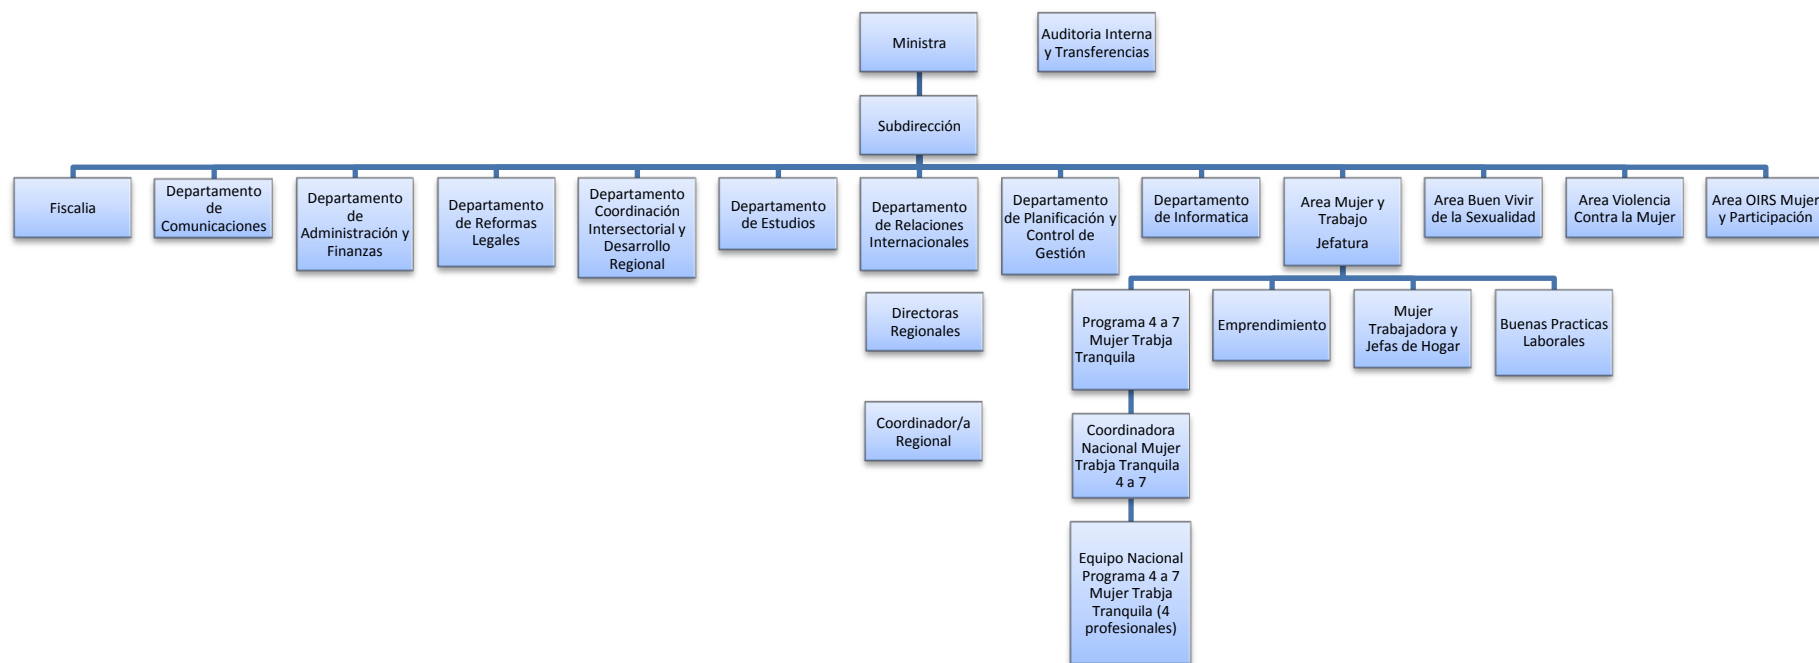 Ministra
Auditoria Interna
y Transferencias
Subdirección
Fiscalia
Departamento
de
Comunicaciones
Departamento
de
Administración y
Finanzas
Departamento
de Reformas
Legales
Departamento
Coordinación
Intersectorial y
Desarrollo
Regional
Departamento
de Estudios
Departamento
de Relaciones
Internacionales
Departamento
de Planificación y
Control de
Gestión
Departamento
de Informatica
Area Mujer y
Trabajo
Jefatura
Area Buen Vivir
de la Sexualidad
Area Violencia
Contra la Mujer
Area OIRS Mujer
y Participación
Directoras
Regionales
Programa 4 a 7
Mujer Trabja
Tranquila
Emprendimiento
Mujer
Trabajadora y
Jefas de Hogar
Buenas Practicas
Laborales
Coordinador/a
Regional
Coordinadora
Nacional Mujer
Trabja Tranquila
4 a 7
Equipo Nacional
Programa 4 a 7
Mujer Trabja
Tranquila (4
profesionales)